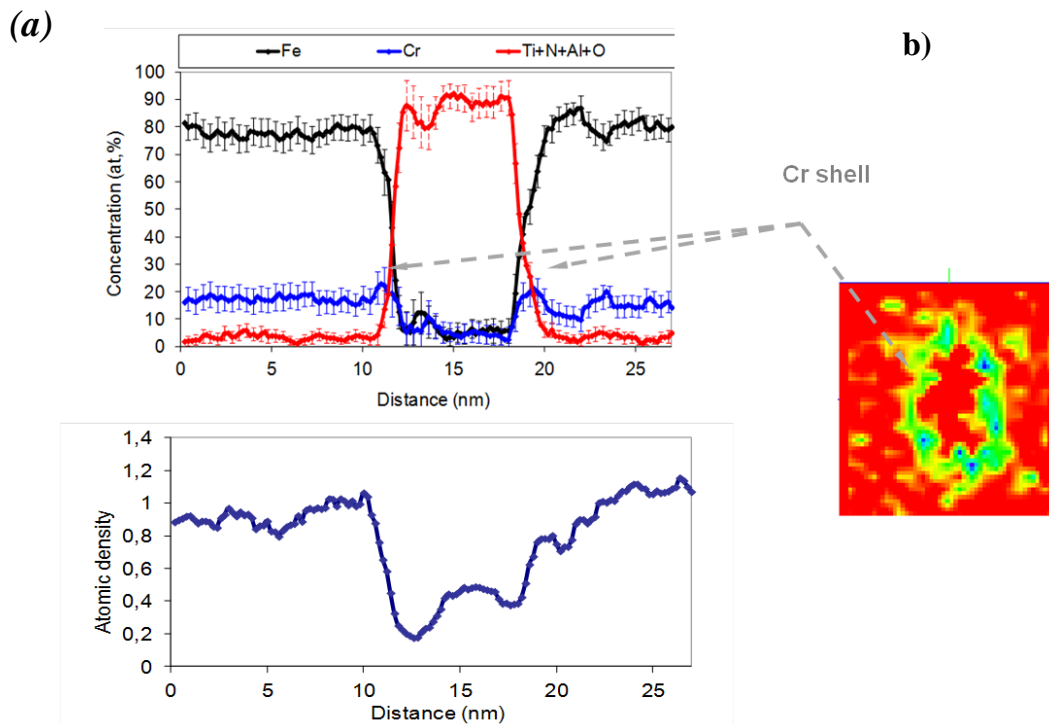 (a)
b)
Fe Cr Ti+N+Al+O
100
90
80
70
60
50
40
30
20
10
0
Concentration (at,%)
0 5 10 15 20 25
Distance (nm)
Cr shell
1,4
1,2
1
0,8
0,6
0,4
0,2
0
Atomic density
0 5 10 15 20 25
Distance (nm)